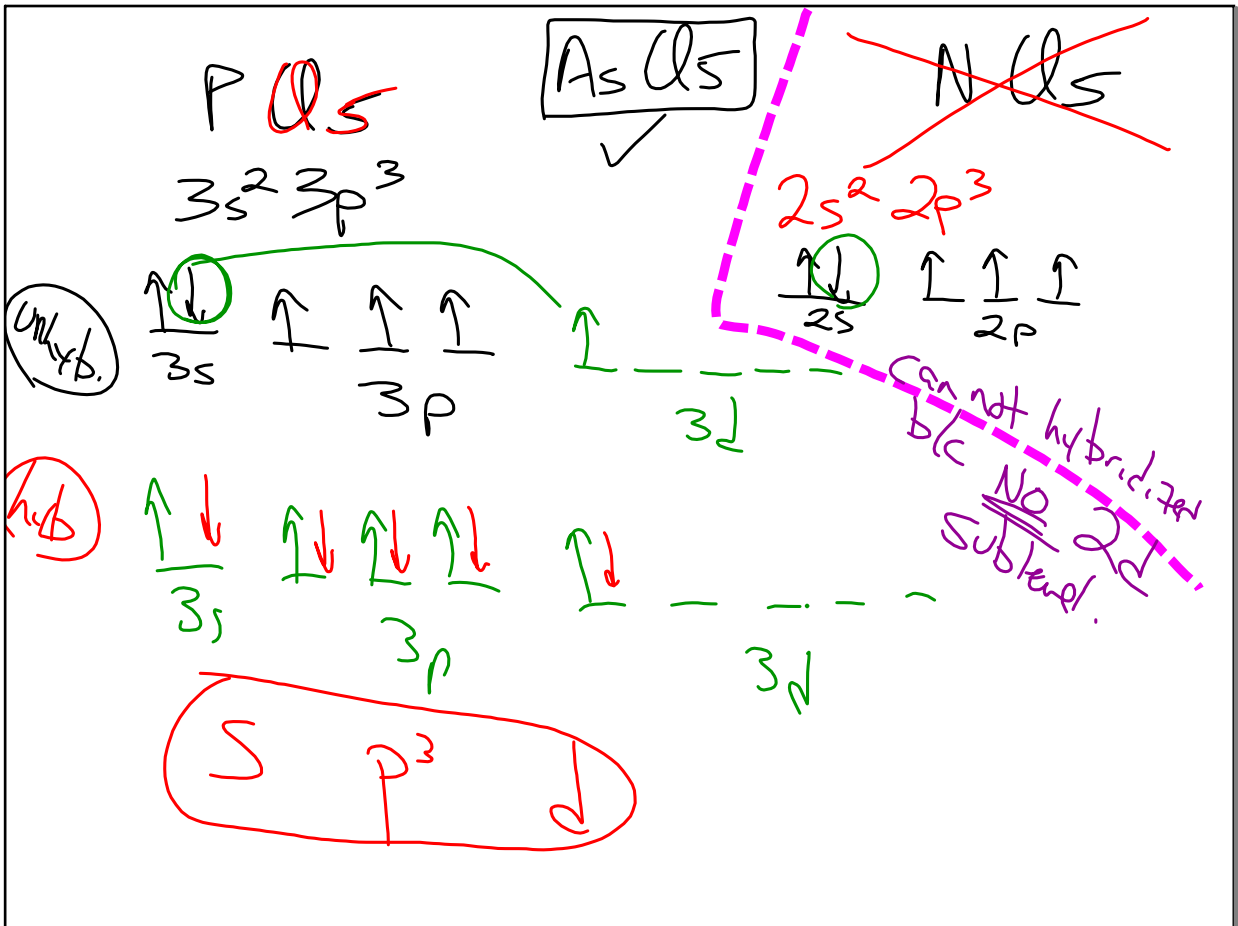 PCl5
AsCl5
NCl5
3s² 3p³
2s² 2p³
unhyb.
3s
3p
3d
2s
2p
Can not hybridized
b/c NO 2d
sublevel.
hyb
3s
3p
3d
s p³ d